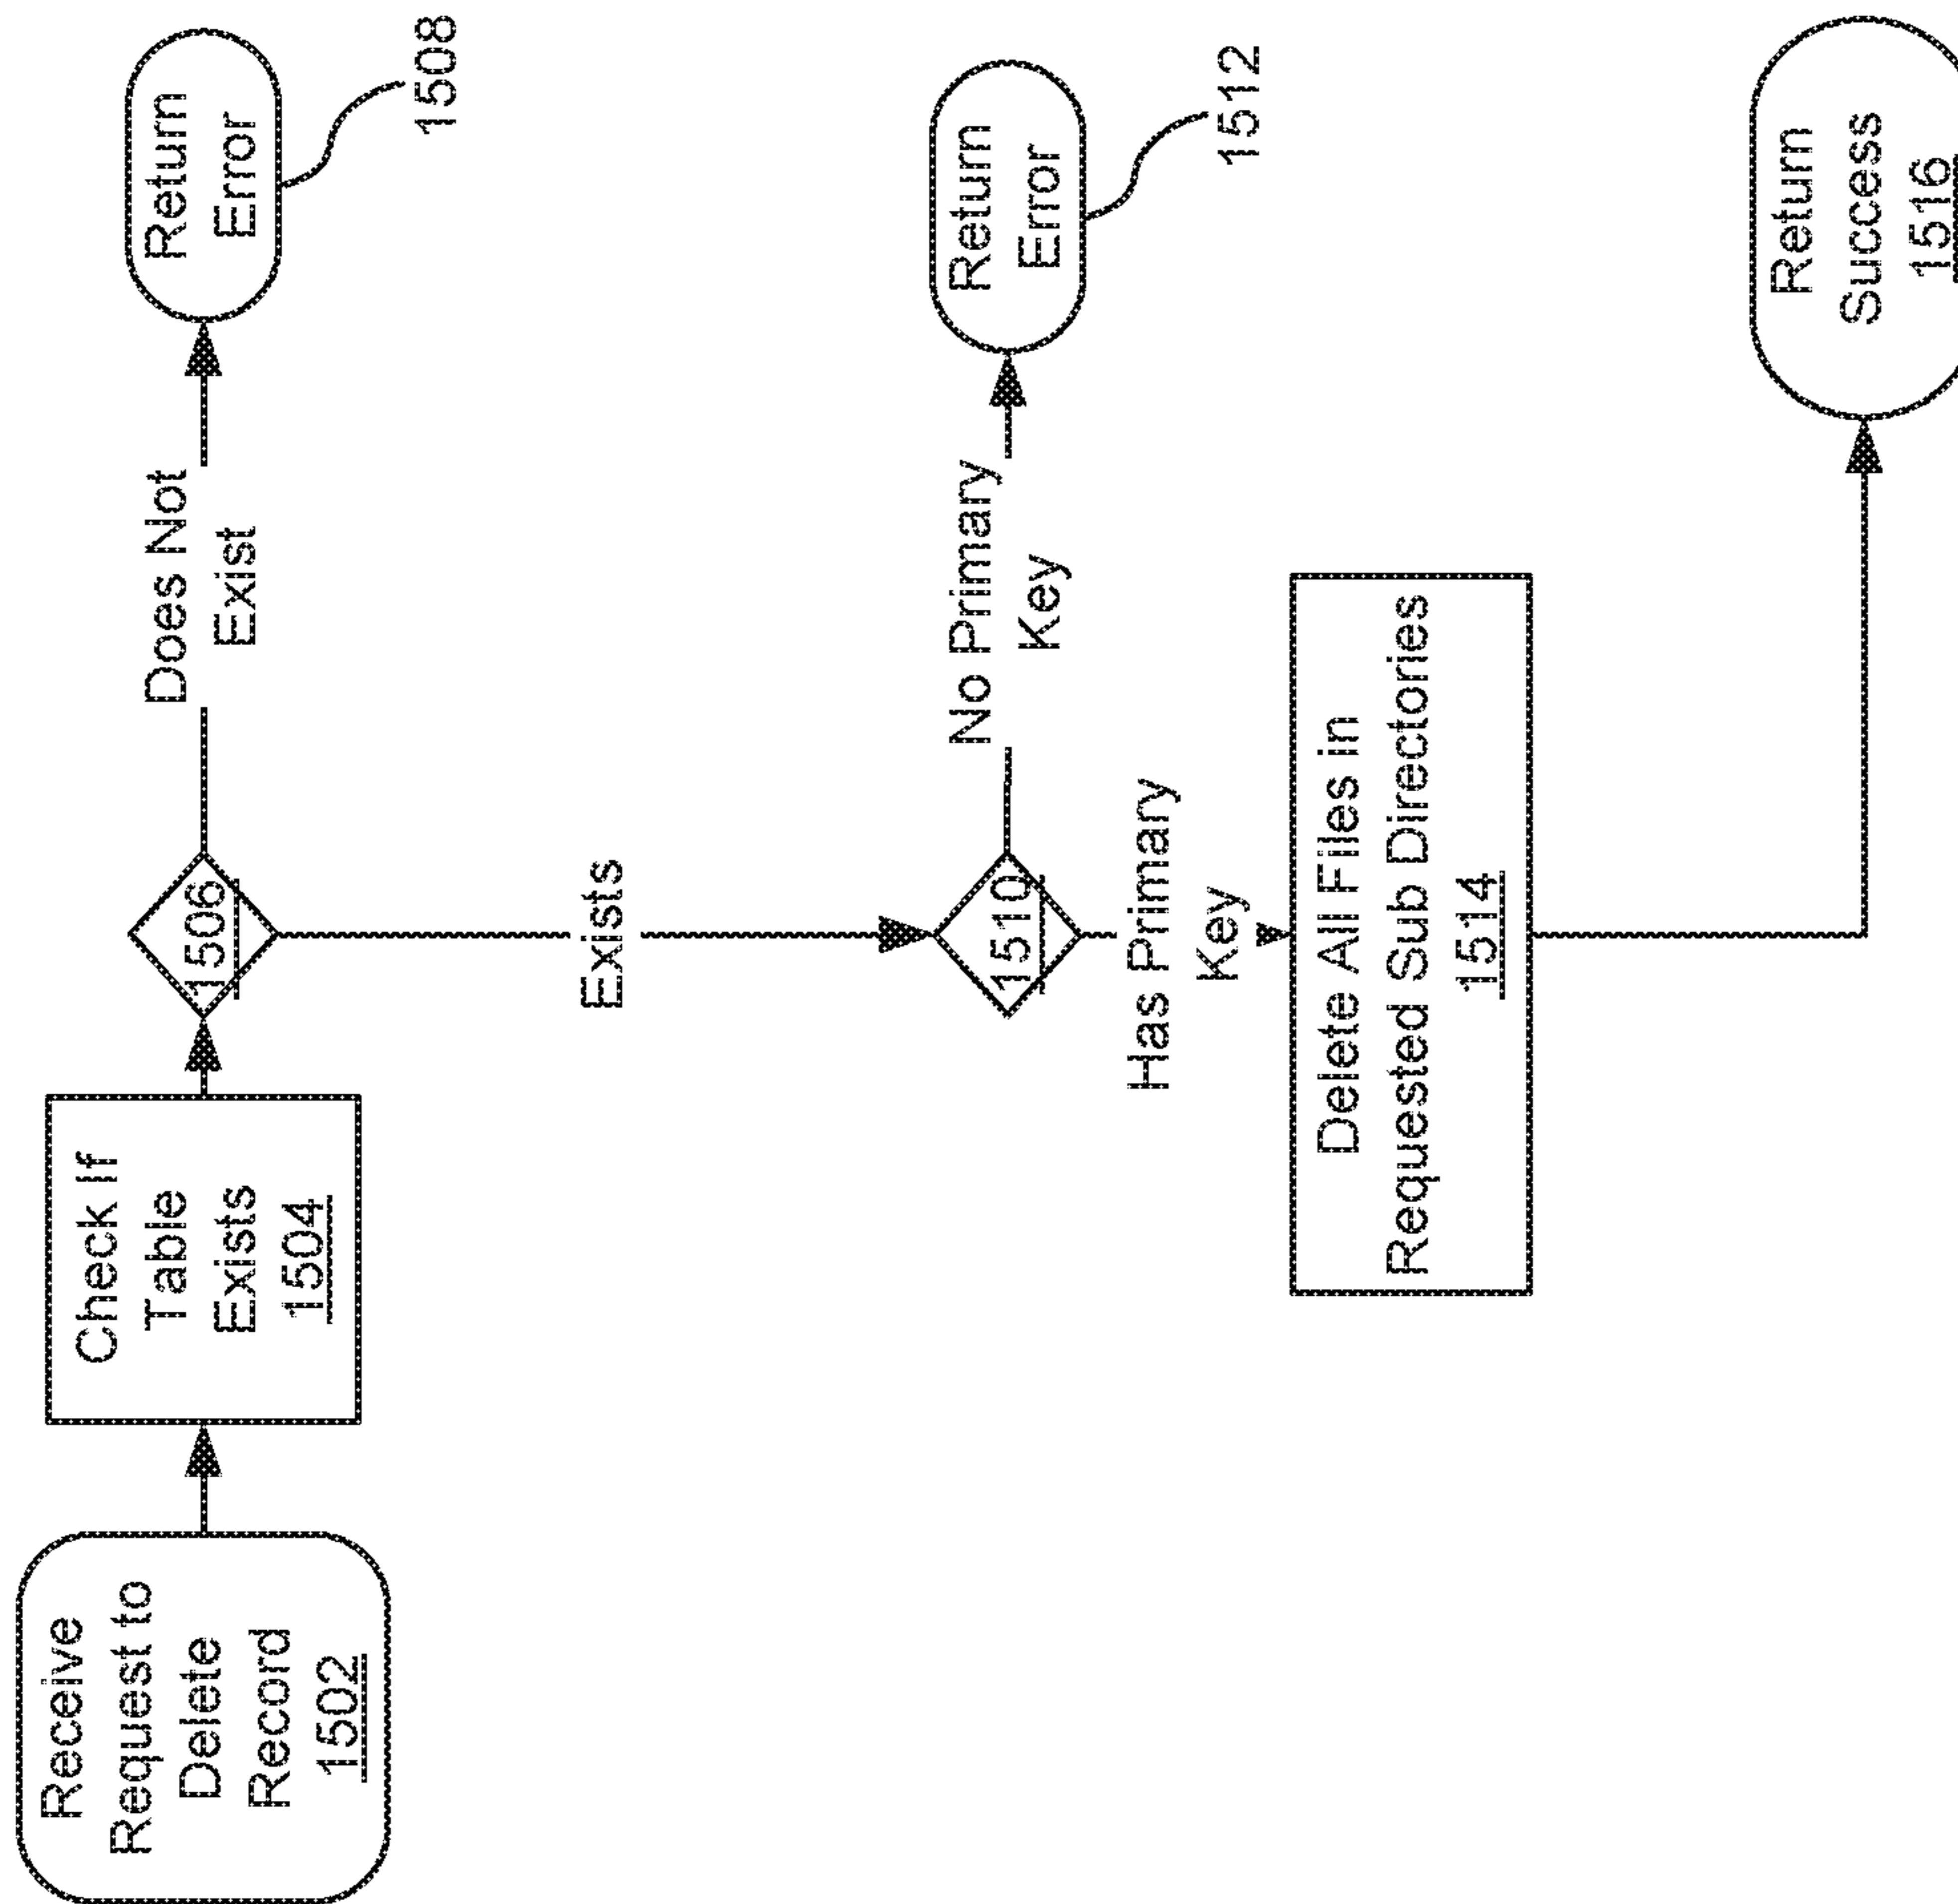 Receive
Request to
Delete
Record
1502
Check If
Table
Exists
1504
1506
Does Not
Exist
Return
Error
1508
Exists
1510
No Primary
Key
Return
Error
1512
Has Primary
Key
Delete All Files in
Requested Sub Directories
1514
Return
Success
1516